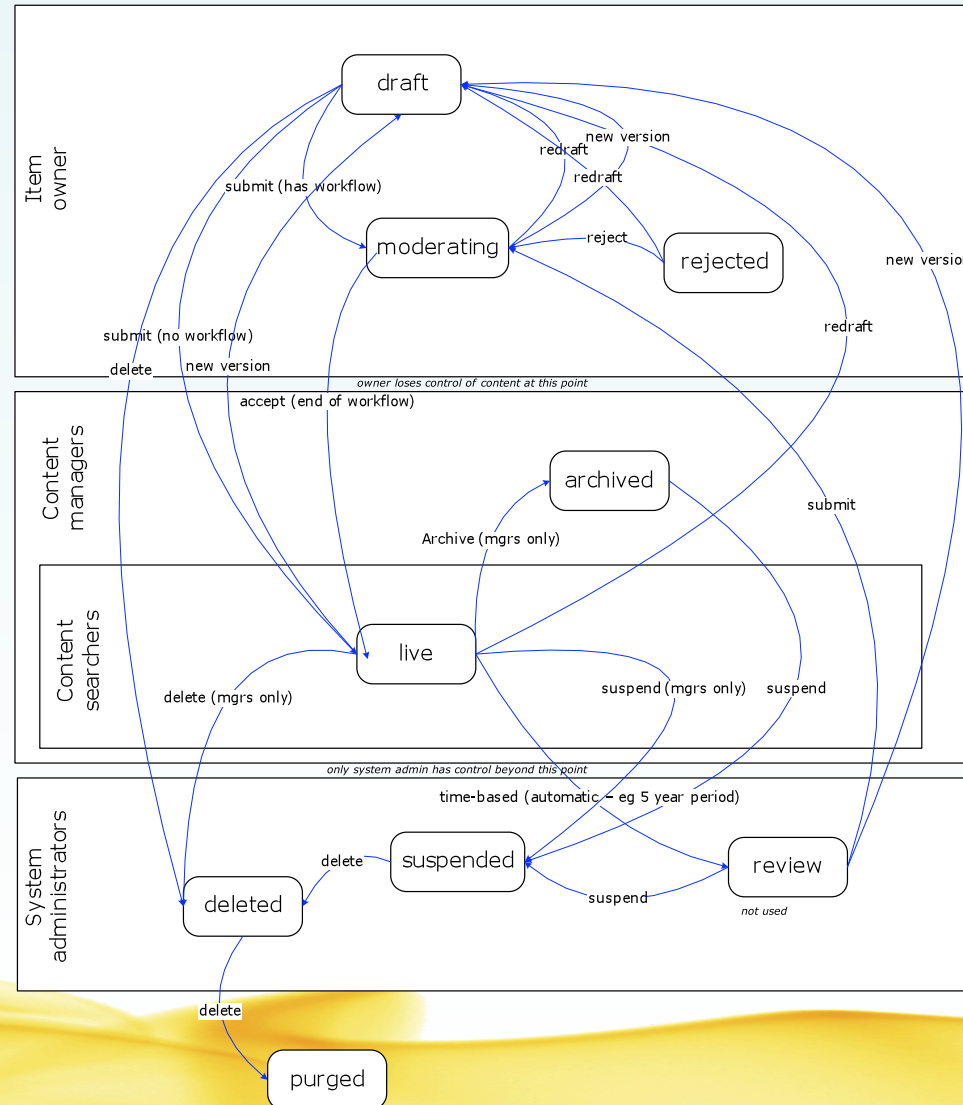 draft
new version
redraft
redraft
submit (has workflow)
Item
owner
moderating
reject
rejected
new version
redraft
submit (no workflow)
new version
delete
owner loses control of content at this point
accept (end of workflow)
Content
managers
archived
submit
Archive (mgrs only)
Content
searchers
live
delete (mgrs only)
suspend (mgrs only)
suspend
only system admin has control beyond this point
time-based (automatic – eg 5 year period)
System
administrators
delete
suspended
review
suspend
deleted
not used
delete
purged